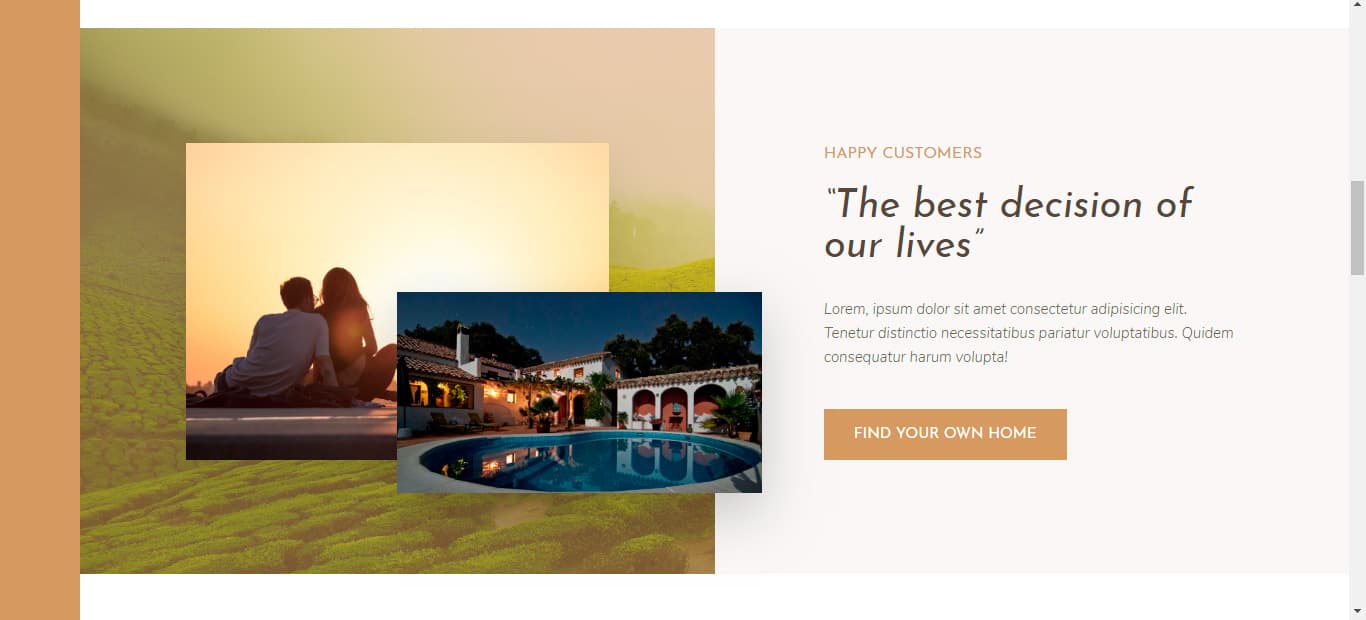 HAPPY CUSTOMERS
“The best decision of
our lives”
Lorem, ipsum dolor sit amet consectetur adipisicing elit.
Tenetur distinctio necessitatibus pariatur voluptatibus. Quidem
consequatur harum volupta!
FIND YOUR OWN HOME